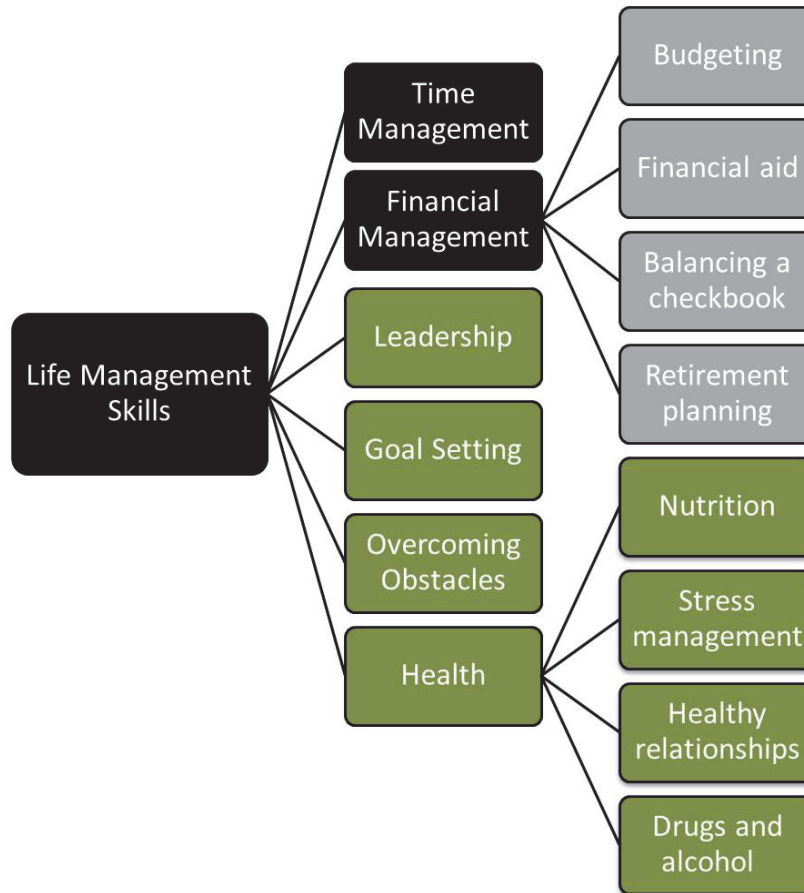 Life Management
Skills
Time
Management
Financial
Management
Leadership
Goal Setting
Overcoming
Obstacles
Health
Budgeting
Financial aid
Balancing a
checkbook
Retirement
planning
Nutrition
Stress
management
Healthy
relationships
Drugs and
alcohol